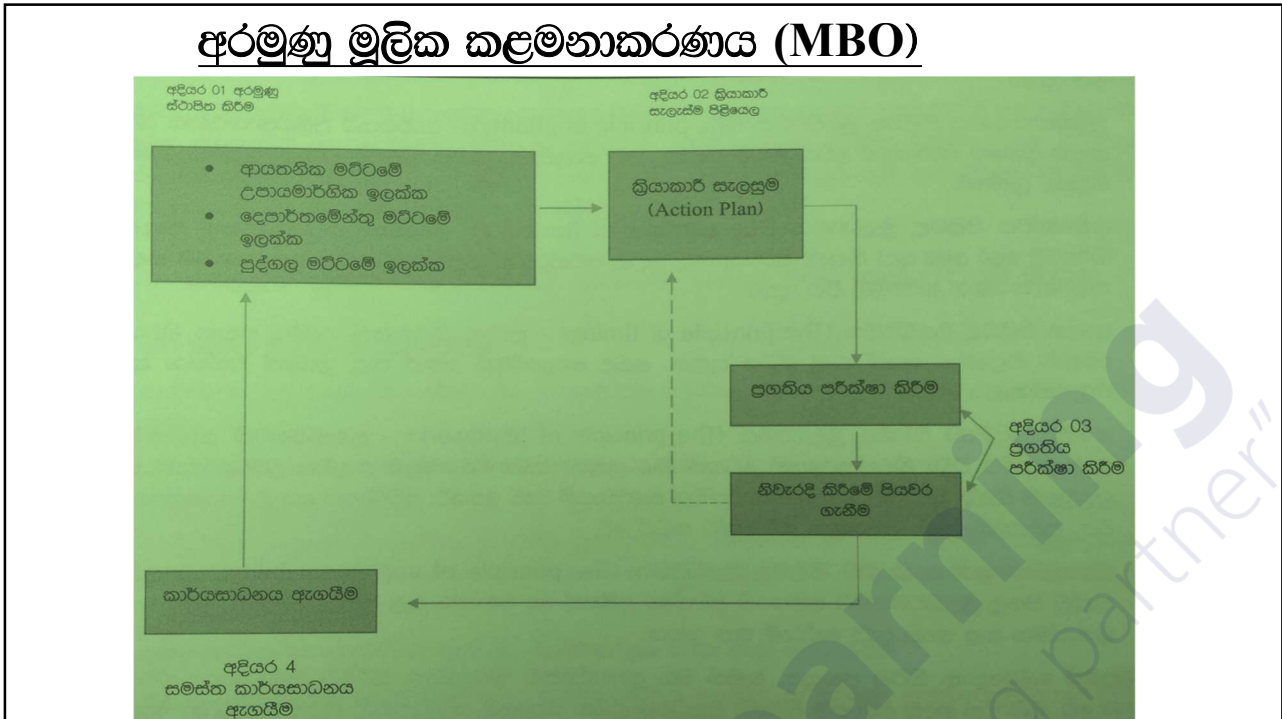 අරමුණු මූලික කළමනාකරණය (MBO)
අදියර 01 අරමුණු
ස්ථාපිත කිරීම
අදියර 02 ක්‍රියාකාරී
සැලැස්ම පිළියෙල
• ආයතනික මට්ටමේ
උපායමාර්ගික ඉලක්ක
• දෙපාර්තමේන්තු මට්ටමේ
ඉලක්ක
• පුද්ගල මට්ටමේ ඉලක්ක
ක්‍රියාකාරී සැලසුම
(Action Plan)
ප්‍රගතිය පරීක්ෂා කිරීම
අදියර 03
ප්‍රගතිය
පරීක්ෂා කිරීම
නිවැරදි කිරීමේ පියවර
ගැනීම
කාර්යසාධනය ඇගයීම
අදියර 4
සමස්ත කාර්යසාධනය
ඇගයීම